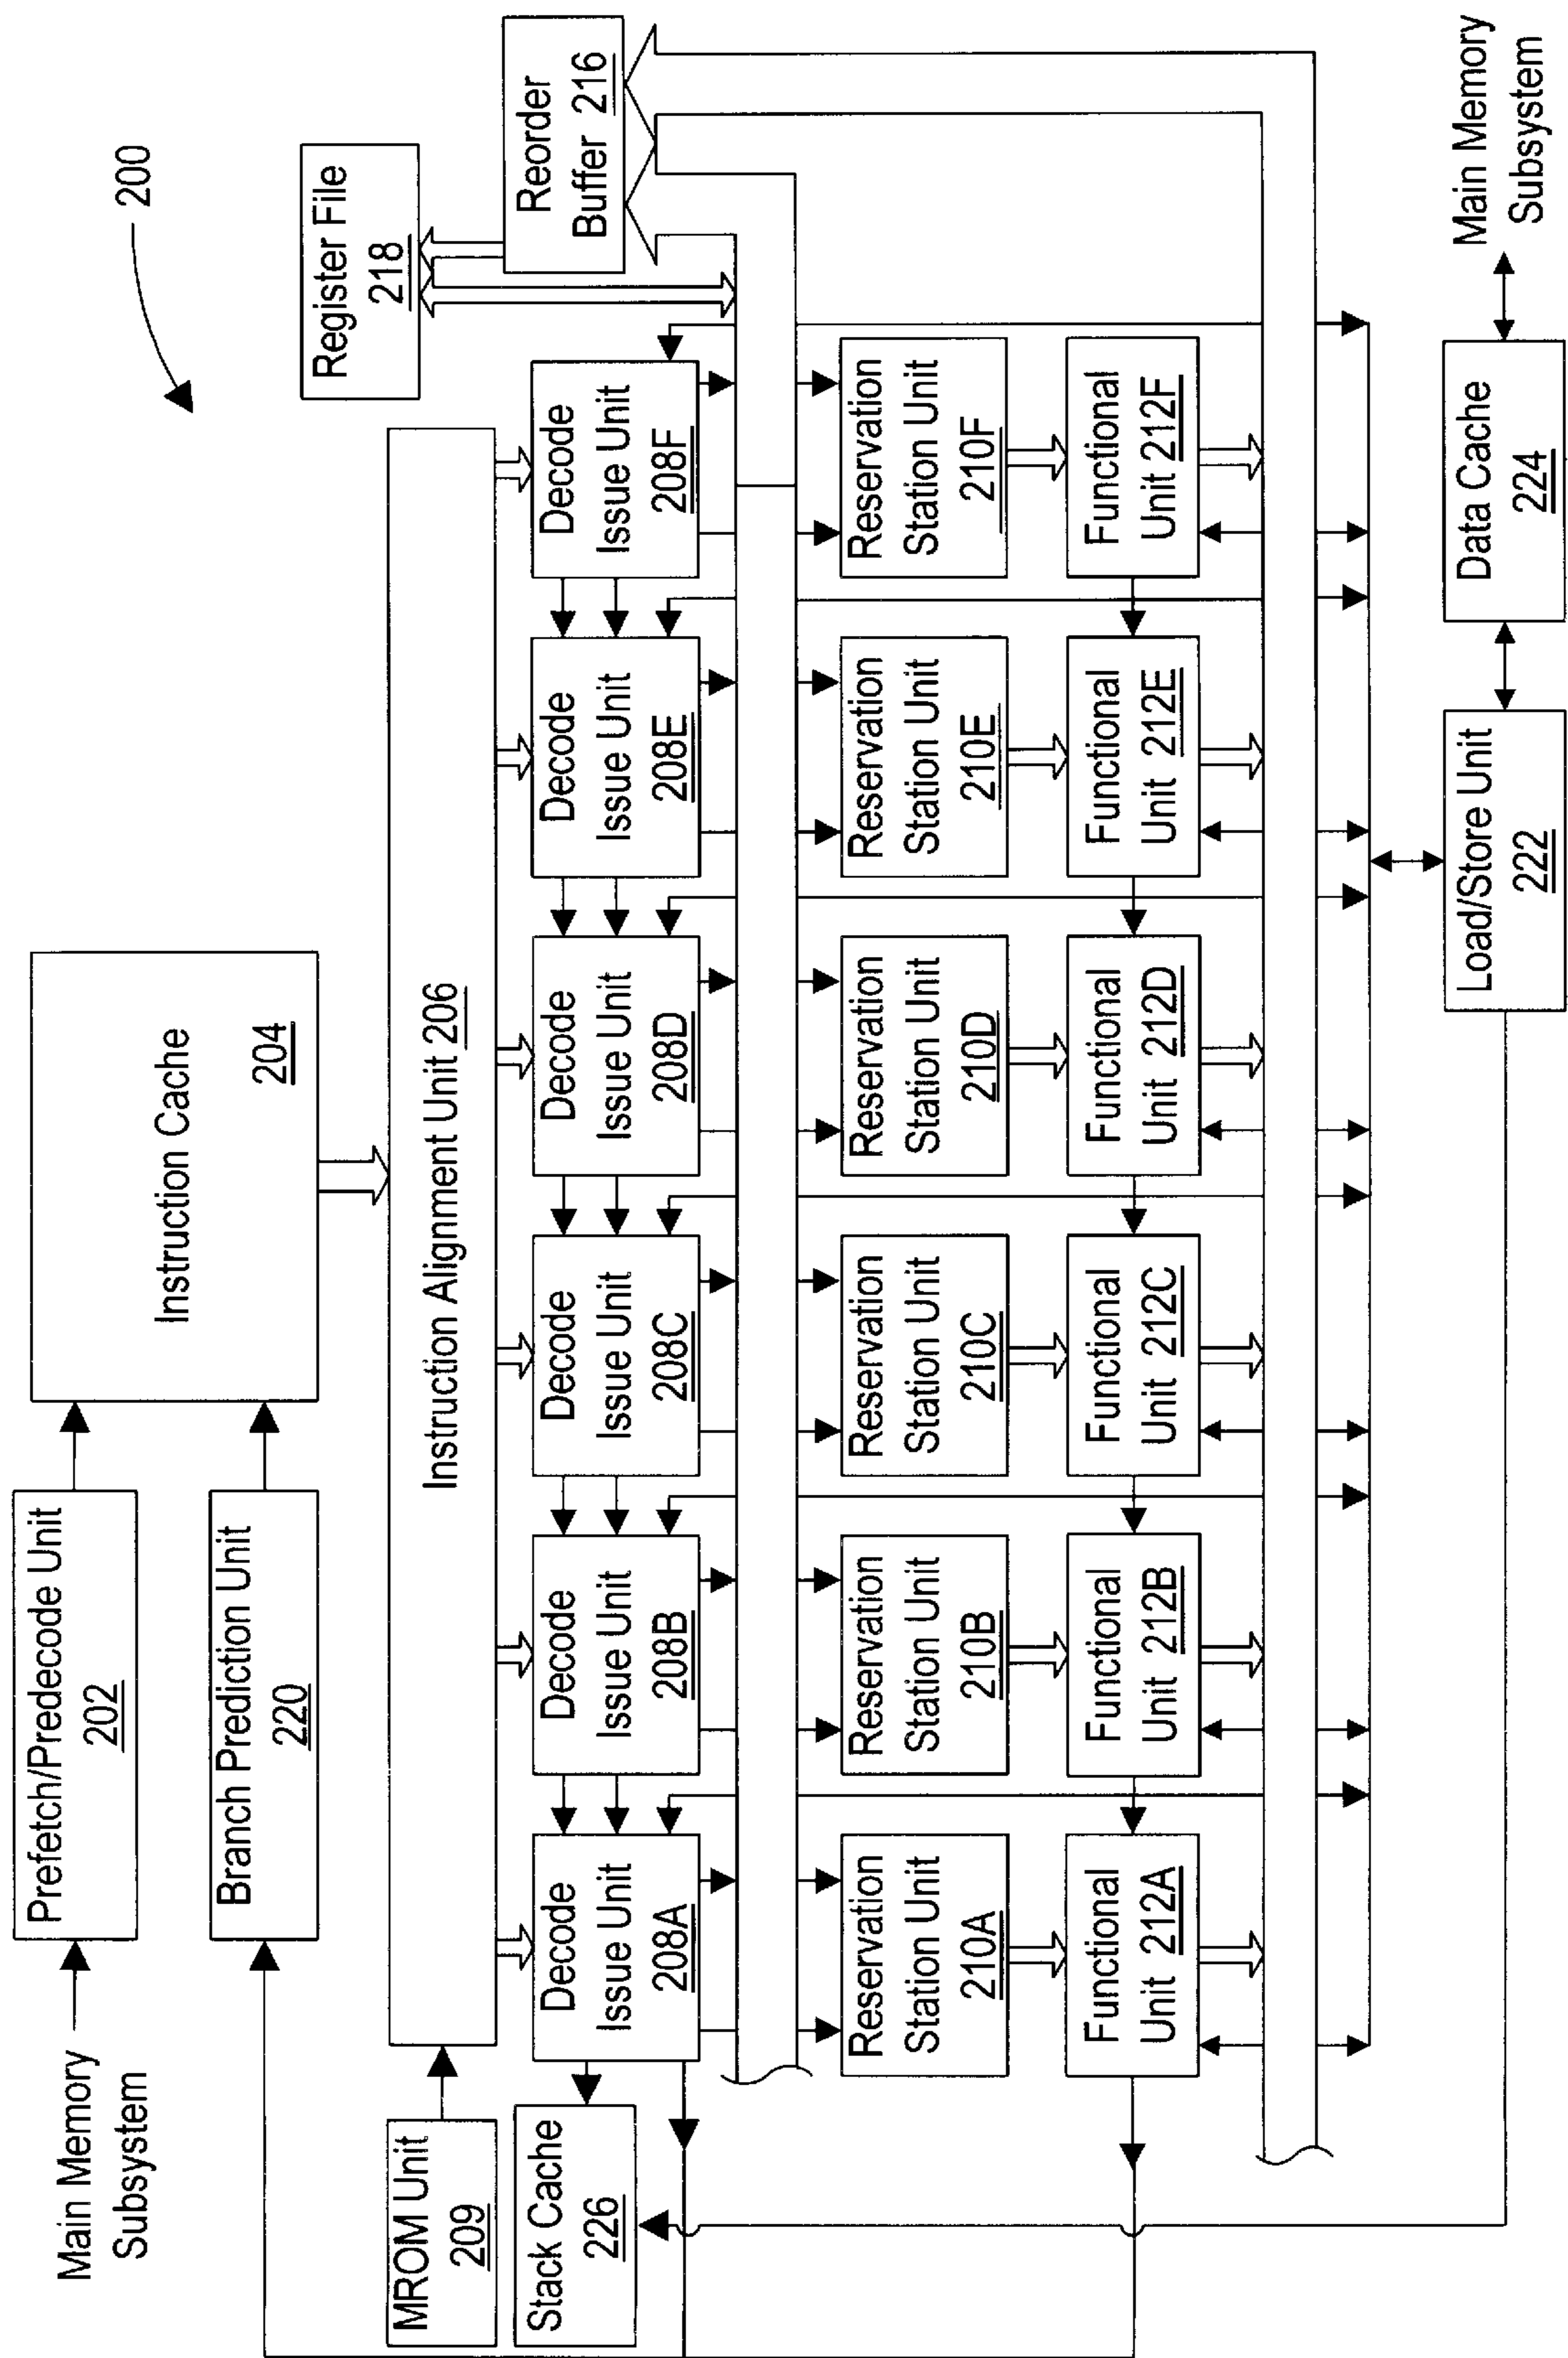 200
Main Memory
Subsystem
Prefetch/Predecode Unit
202
Branch Prediction Unit
220
Instruction Cache
204
Register File
218
MROM Unit
209
Instruction Alignment Unit 206
Reorder
Buffer 216
Stack Cache
226
Decode
Issue Unit
208A
Decode
Issue Unit
208B
Decode
Issue Unit
208C
Decode
Issue Unit
208D
Decode
Issue Unit
208E
Decode
Issue Unit
208F
Reservation
Station Unit
210A
Reservation
Station Unit
210B
Reservation
Station Unit
210C
Reservation
Station Unit
210D
Reservation
Station Unit
210E
Reservation
Station Unit
210F
Functional
Unit 212A
Functional
Unit 212B
Functional
Unit 212C
Functional
Unit 212D
Functional
Unit 212E
Functional
Unit 212F
Load/Store Unit
222
Data Cache
224
Main Memory
Subsystem